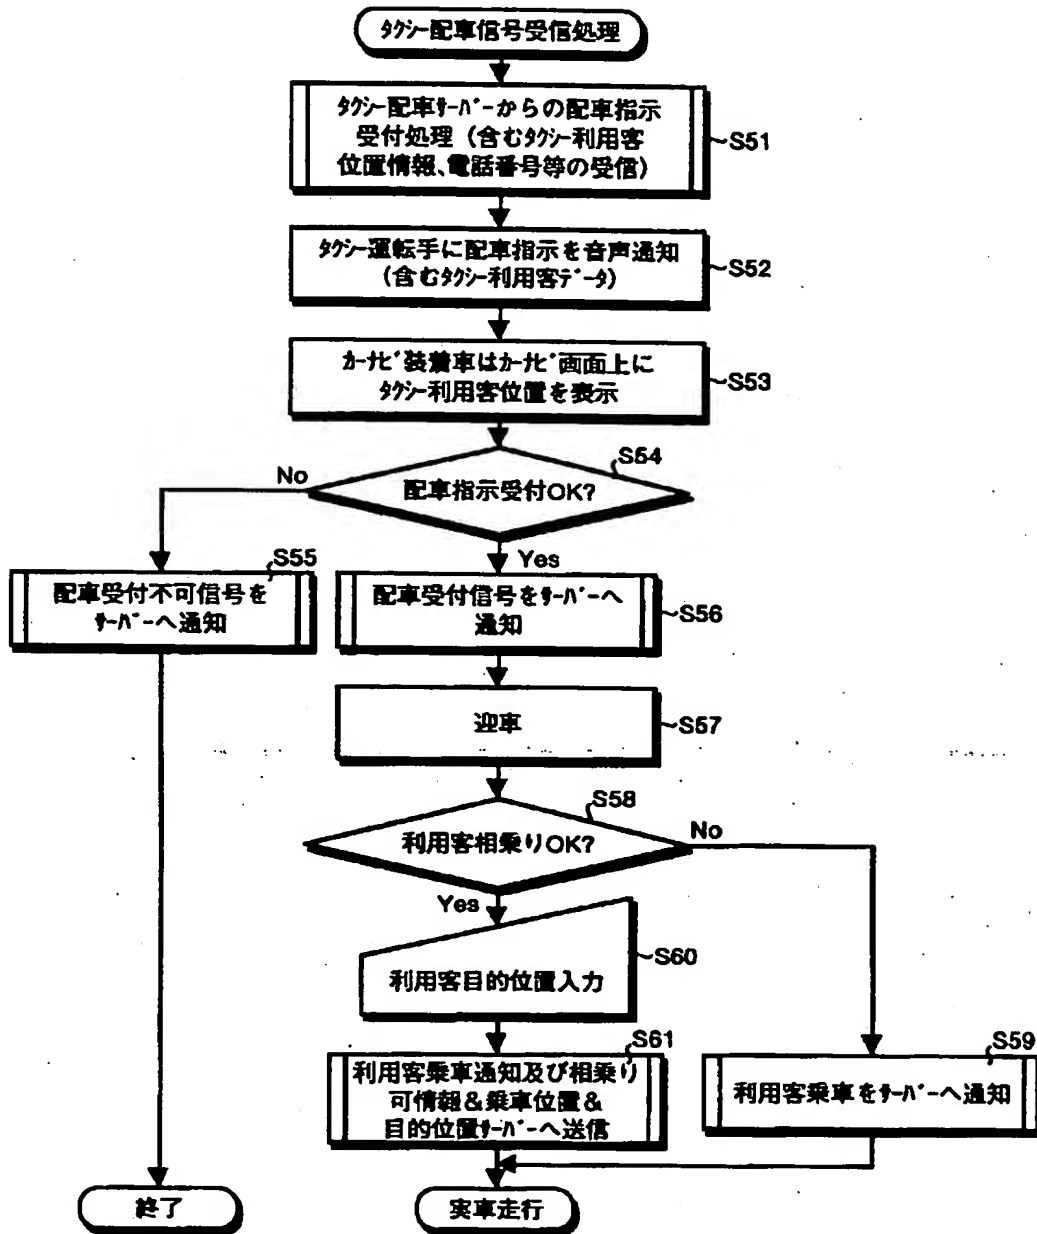 タクシー配車信号受信処理
タクシー配車サーバーからの配車指示
受付処理（含むタクシー利用客
位置情報、電話番号等の受信）
S51
タクシー運転手に配車指示を音声通知
（含むタクシー利用客データ）
S52
カーナビ装着車はカーナビ画面上に
タクシー利用客位置を表示
S53
S54
No
配車指示受付OK?
Yes
S55
配車受付不可信号を
サーバーへ通知
配車受付信号をサーバーへ
通知
S56
迎車
S57
S58
利用客相乗りOK?
No
Yes
利用客目的位置入力
S60
S61
利用客乗車通知及び相乗り
可情報&乗車位置&
目的位置サーバーへ送信
S59
利用客乗車をサーバーへ通知
終了
実車走行